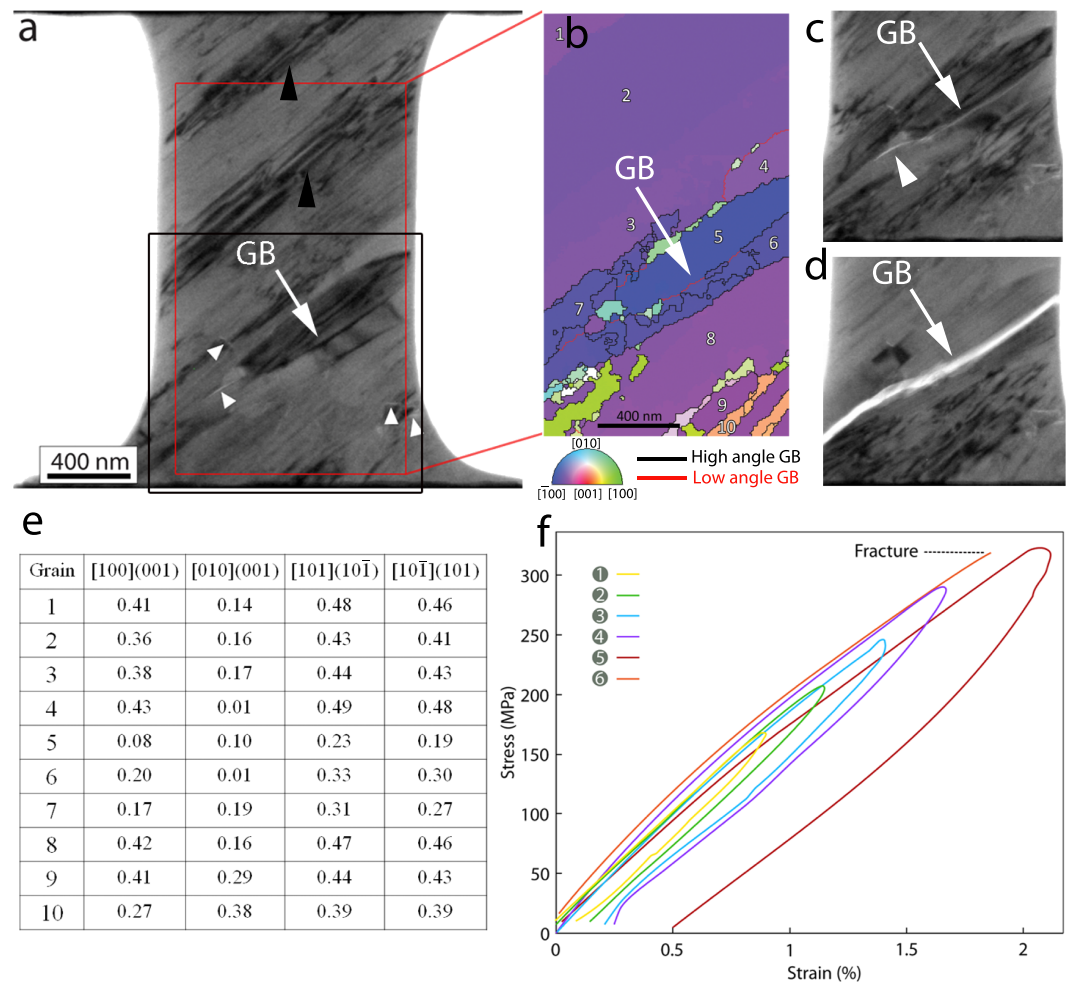 a
GB
400 nm
b
1
2
3
4
GB
5
6
7
8
9
10
400 nm
[010]
[1̅00] [001] [100]
High angle GB
Low angle GB
c
GB
d
GB
e
Grain [100](001) [010](001) [101](101̅) [101̅](101)
1 0.41 0.14 0.48 0.46
2 0.36 0.16 0.43 0.41
3 0.38 0.17 0.44 0.43
4 0.43 0.01 0.49 0.48
5 0.08 0.10 0.23 0.19
6 0.20 0.01 0.33 0.30
7 0.17 0.19 0.31 0.27
8 0.42 0.16 0.47 0.46
9 0.41 0.29 0.44 0.43
10 0.27 0.38 0.39 0.39
f
Fracture
1
2
3
4
5
6
300
250
200
150
100
50
0
Stress (MPa)
0 0.5 1 1.5 2
Strain (%)